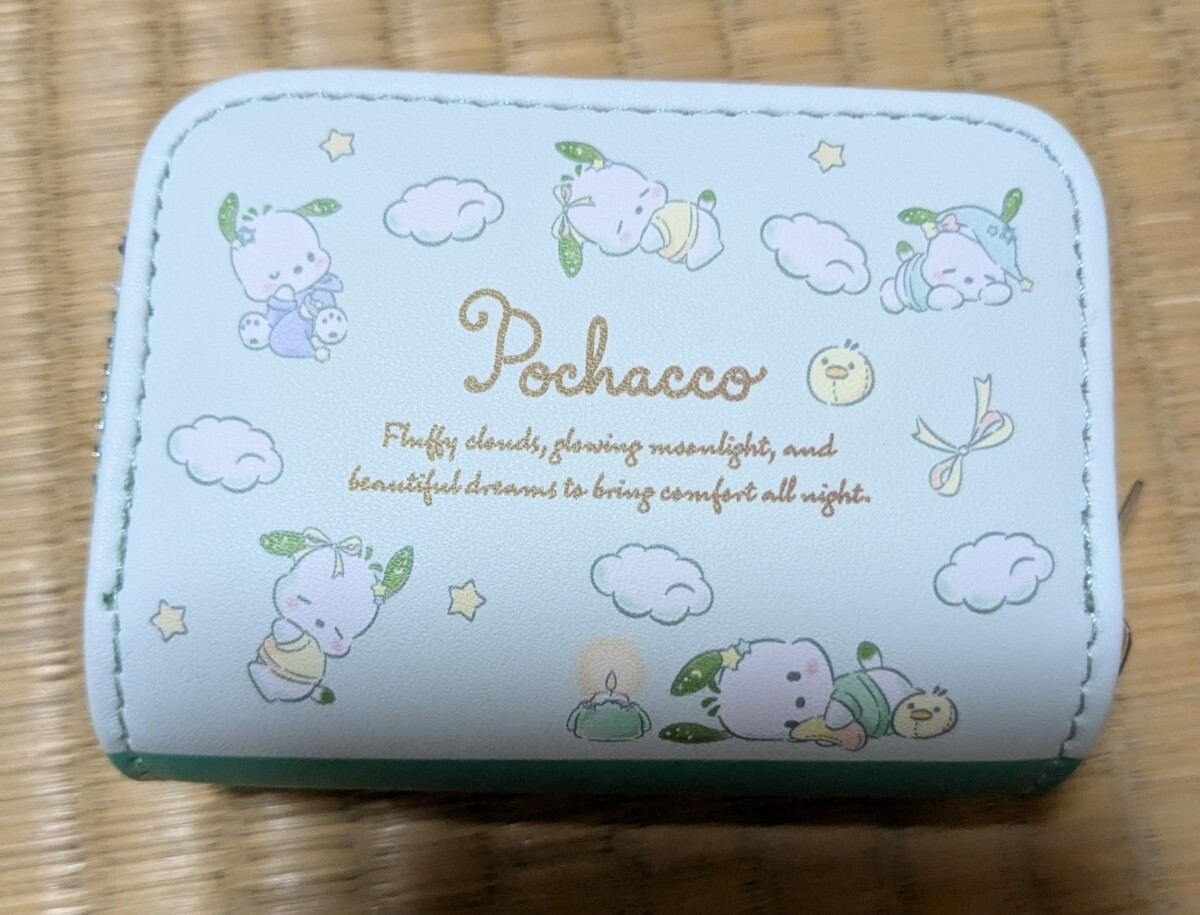 Pochacco
Fluffy clouds, glowing moonlight, and
beautiful dreams to bring comfort all night.